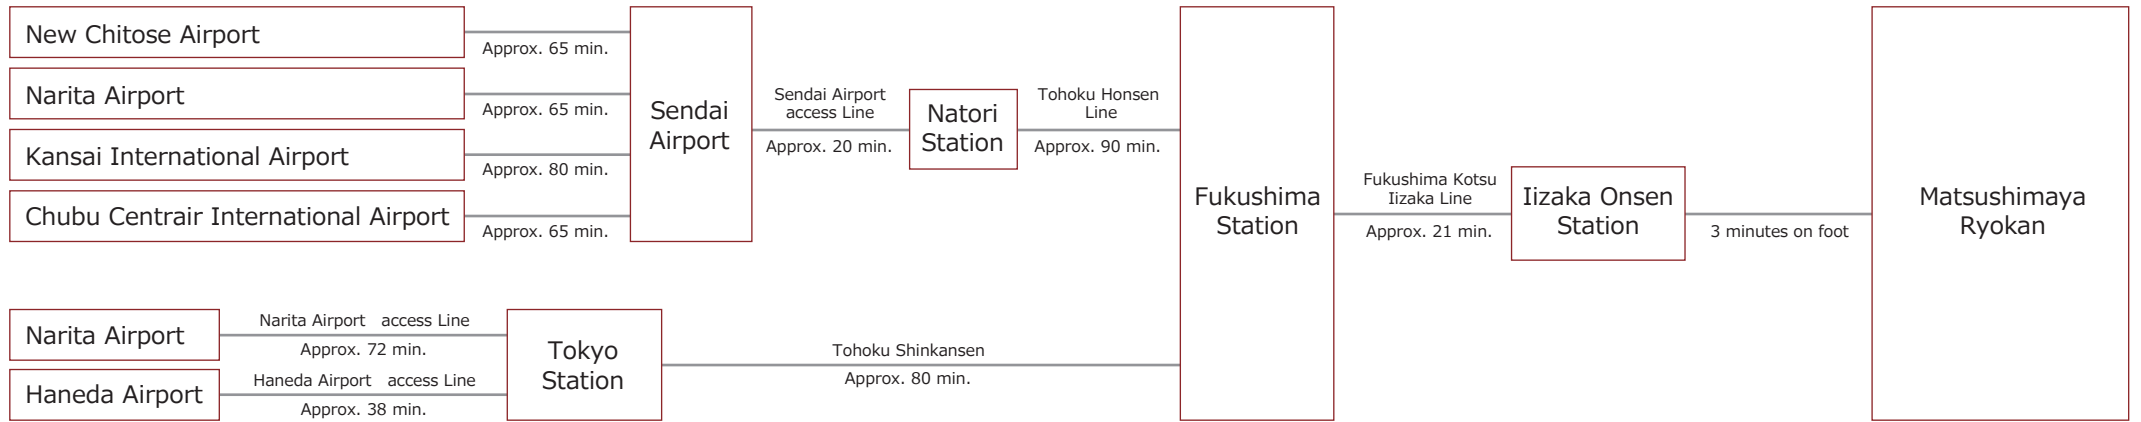 New Chitose Airport
Approx. 65 min.
Narita Airport
Approx. 65 min.
Kansai International Airport
Approx. 80 min.
Chubu Centrair International Airport
Approx. 65 min.
Sendai
Airport
Sendai Airport
access Line
Approx. 20 min.
Natori
Station
Tohoku Honsen
Line
Approx. 90 min.
Narita Airport
Narita Airport access Line
Approx. 72 min.
Haneda Airport
Haneda Airport access Line
Approx. 38 min.
Tokyo
Station
Tohoku Shinkansen
Approx. 80 min.
Fukushima
Station
Fukushima Kotsu
Iizaka Line
Approx. 21 min.
Iizaka Onsen
Station
3 minutes on foot
Matsushimaya
Ryokan